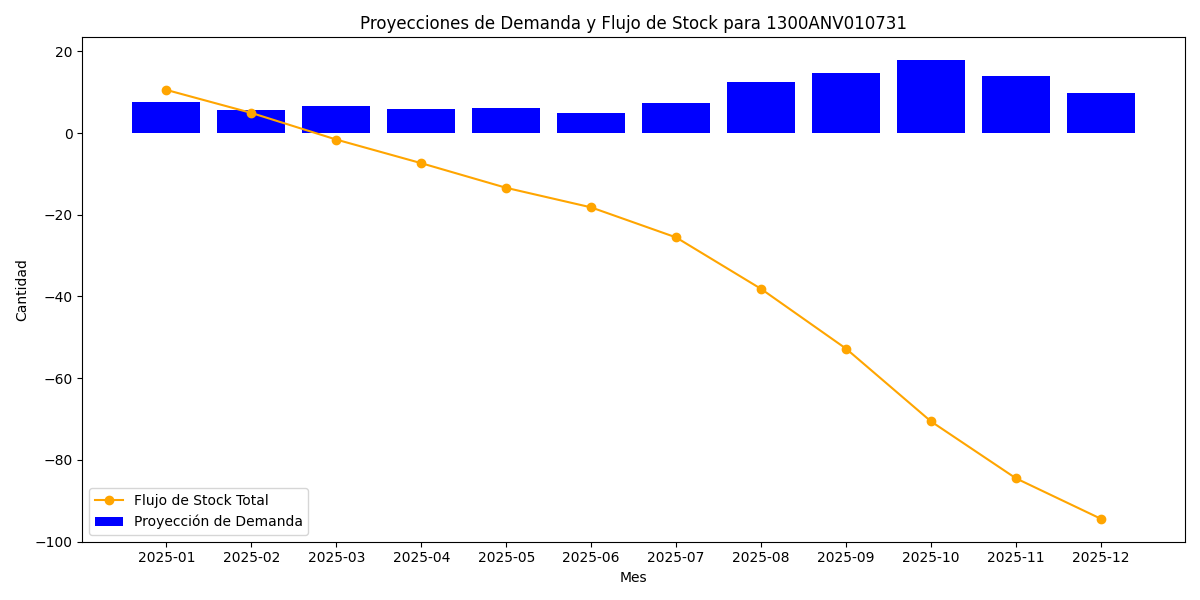 Proyecciones de Demanda y Flujo de Stock para 1300ANV010731
Cantidad
20
0
−20
−40
−60
−80
−100
Flujo de Stock Total
Proyección de Demanda
2025-01 2025-02 2025-03 2025-04 2025-05 2025-06 2025-07 2025-08 2025-09 2025-10 2025-11 2025-12
Mes